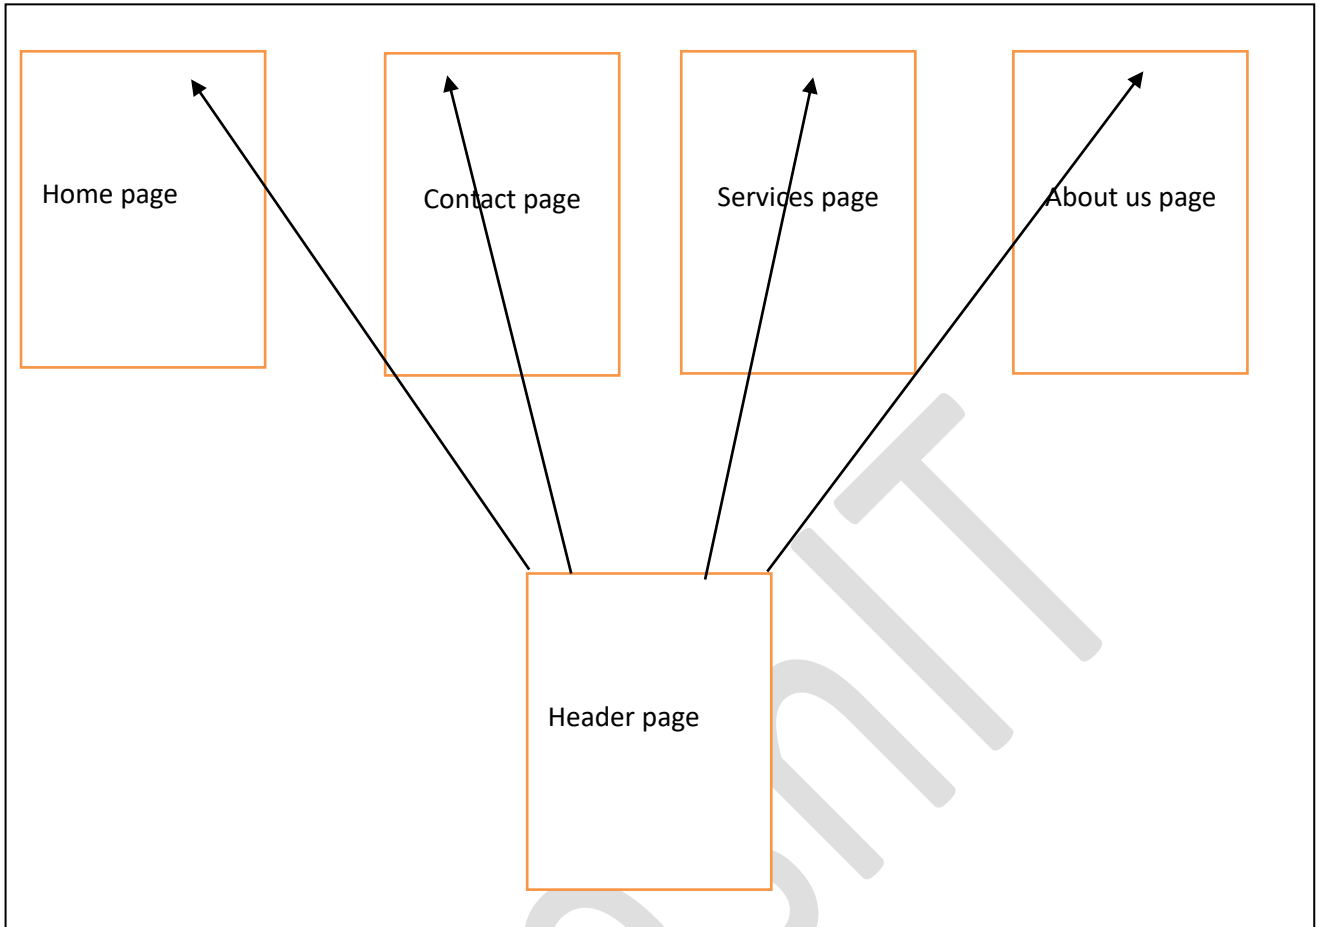 Home page
Contact page
Services page
About us page
Header page